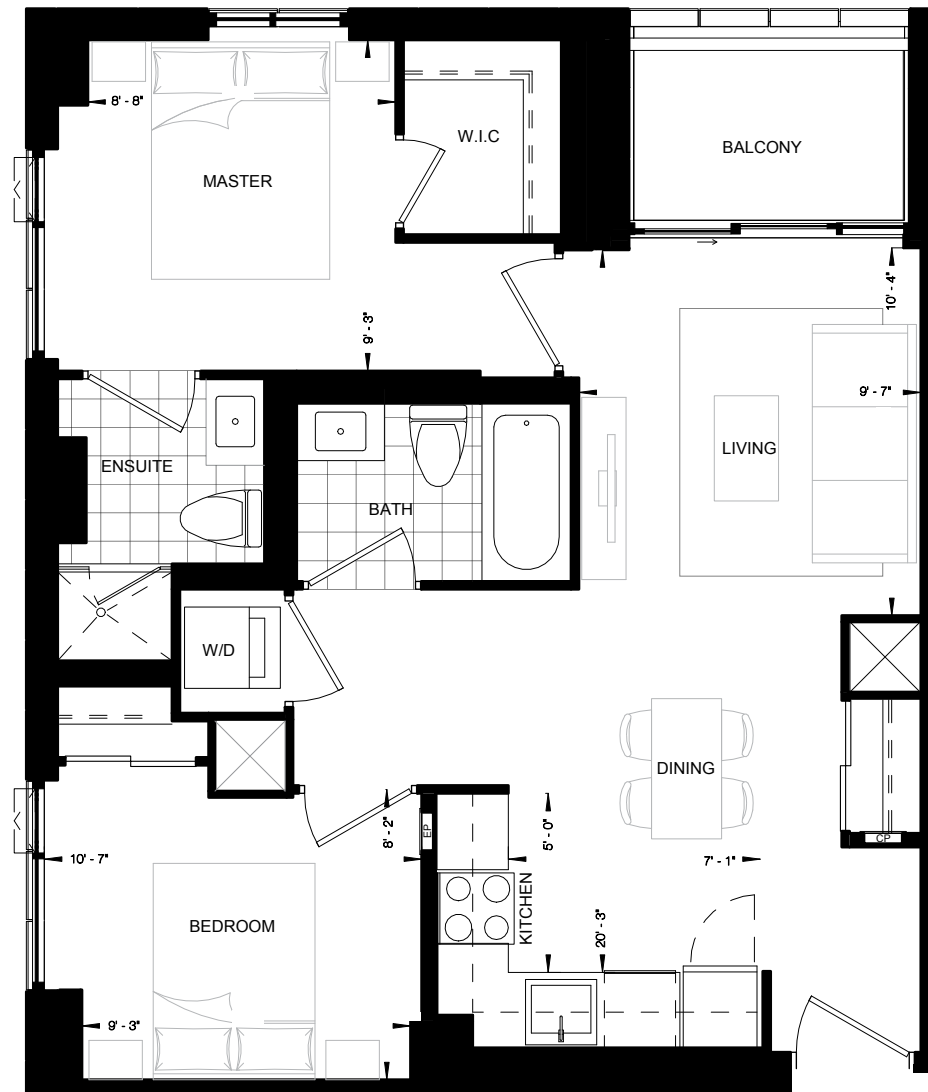 8' - 8"
W.I.C
BALCONY
MASTER
10' - 4"
9' - 3"
9' - 7"
LIVING
ENSUITE
BATH
W/D
DINING
8' - 2"
EP
5' - 0"
CP
10' - 7"
7' - 1"
KITCHEN
BEDROOM
20' - 3"
9' - 3"